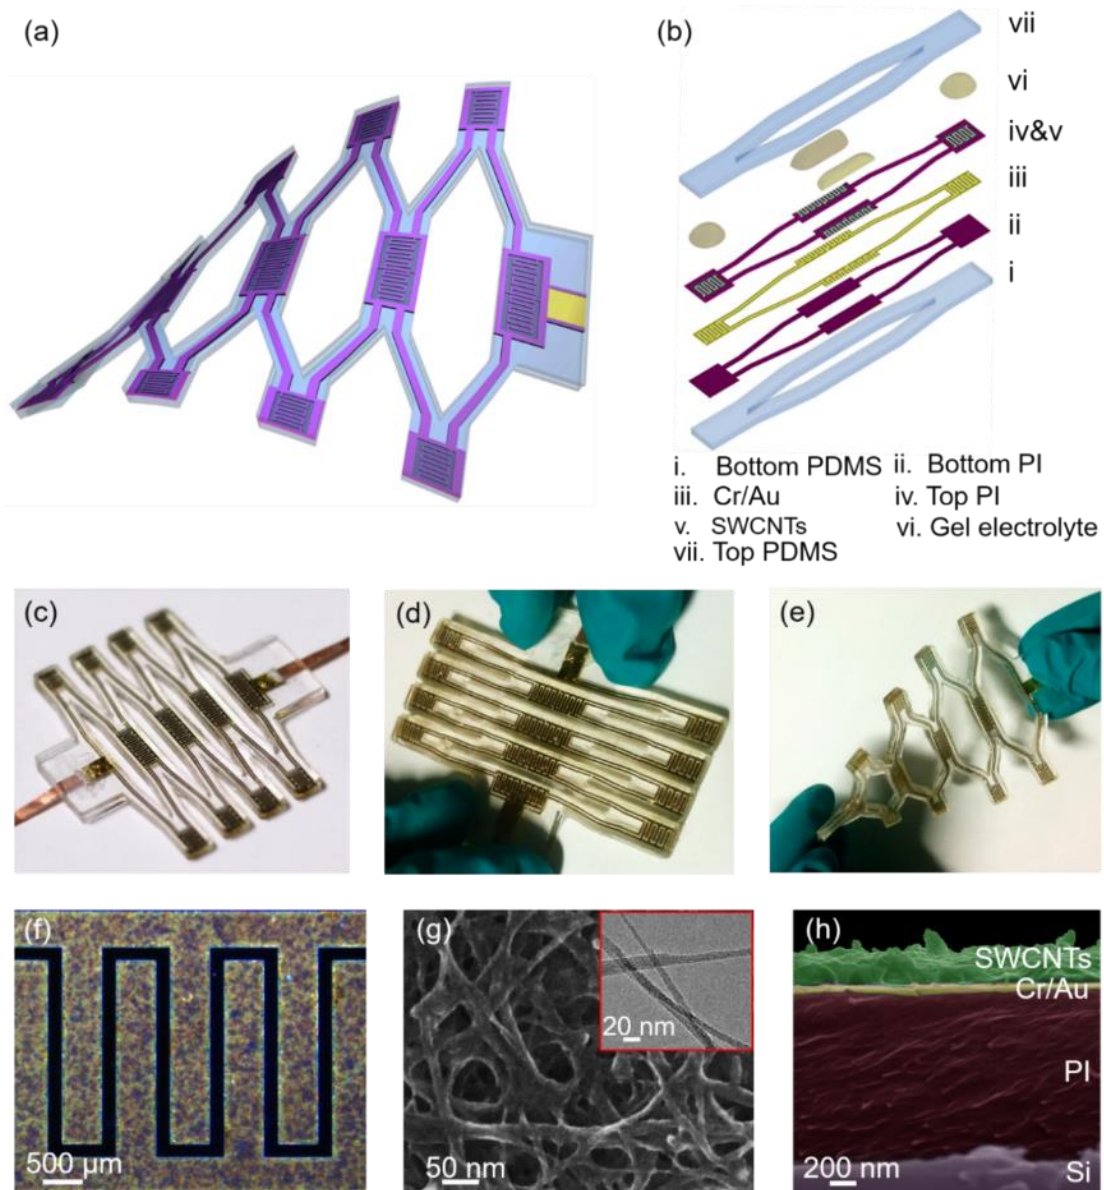 (a)
(b)
vii
vi
iv&v
iii
ii
i
i. Bottom PDMS ii. Bottom PI
iii. Cr/Au iv. Top PI
v. SWCNTs vi. Gel electrolyte
vii. Top PDMS
(c)
(d)
(e)
(f)
500 µm
(g)
20 nm
50 nm
(h)
SWCNTs
Cr/Au
PI
200 nm
Si